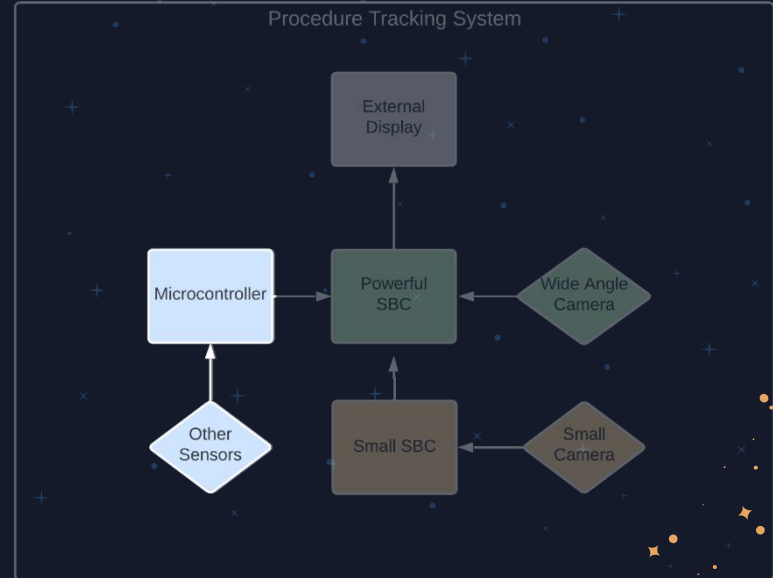 Procedure Tracking System
External
Display
Microcontroller
Powerful
SBC
Wide Angle
Camera
Other
Sensors
Small SBC
Small
Camera